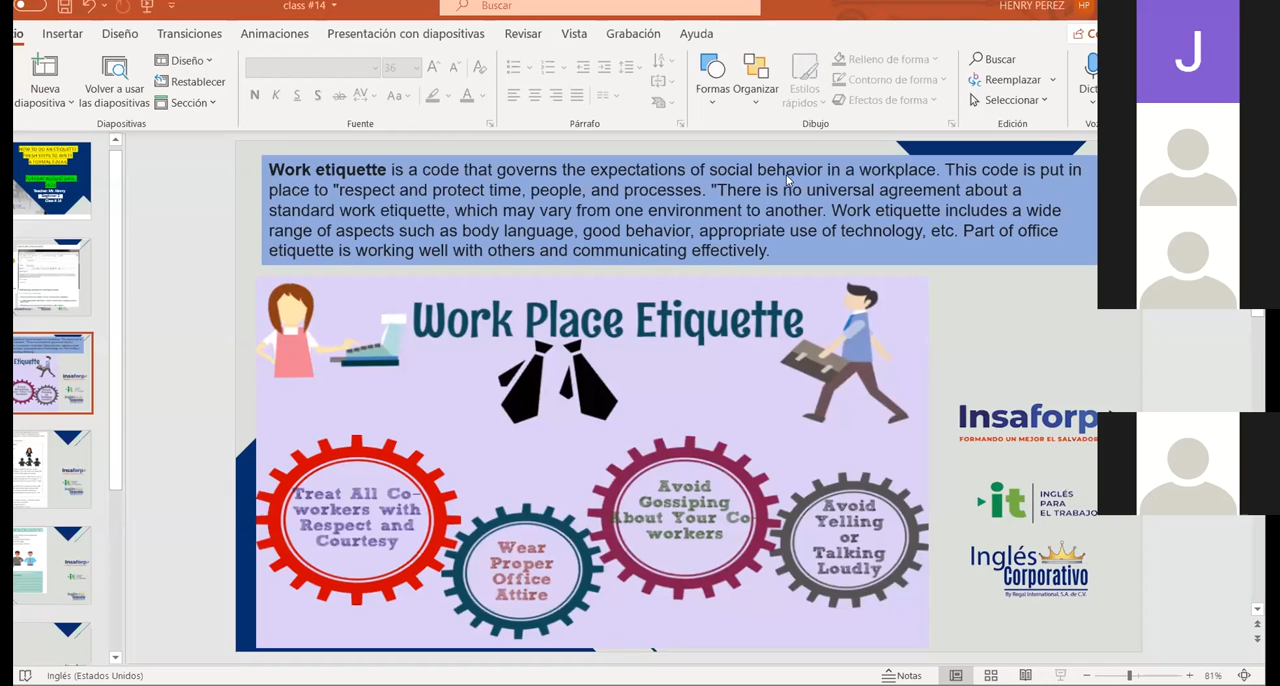 class #14
Buscar
HENRY PEREZ
HP
Insertar
Diseño
Transiciones
Animaciones
Presentación con diapositivas
Revisar
Vista
Grabación
Ayuda
Nueva
diapositiva
Volver a usar
las diapositivas
Diseño
Restablecer
Sección
36
Diapositivas
Fuente
Párrafo
Formas
Organizar
Estilos
rápidos
Relleno de forma
Contorno de forma
Efectos de forma
Dibujo
Buscar
Reemplazar
Seleccionar
Edición
J
Work etiquette is a code that governs the expectations of social behavior in a workplace. This code is put in
place to "respect and protect time, people, and processes. "There is no universal agreement about a
standard work etiquette, which may vary from one environment to another. Work etiquette includes a wide
range of aspects such as body language, good behavior, appropriate use of technology, etc. Part of office
etiquette is working well with others and communicating effectively.
Work Place Etiquette
Treat All Co-
workers with
Respect and
Courtesy
Wear
Proper
Office
Attire
Avoid
Gossiping
About Your Co-
workers
Avoid
Yelling
or
Talking
Loudly
Insaforp
FORMANDO UN MEJOR EL SALVADOR
it
INGLÉS
PARA
EL TRABAJO
Inglés
Corporativo
By Regal International, S.A. de C.V.
Inglés (Estados Unidos)
Notas
81%